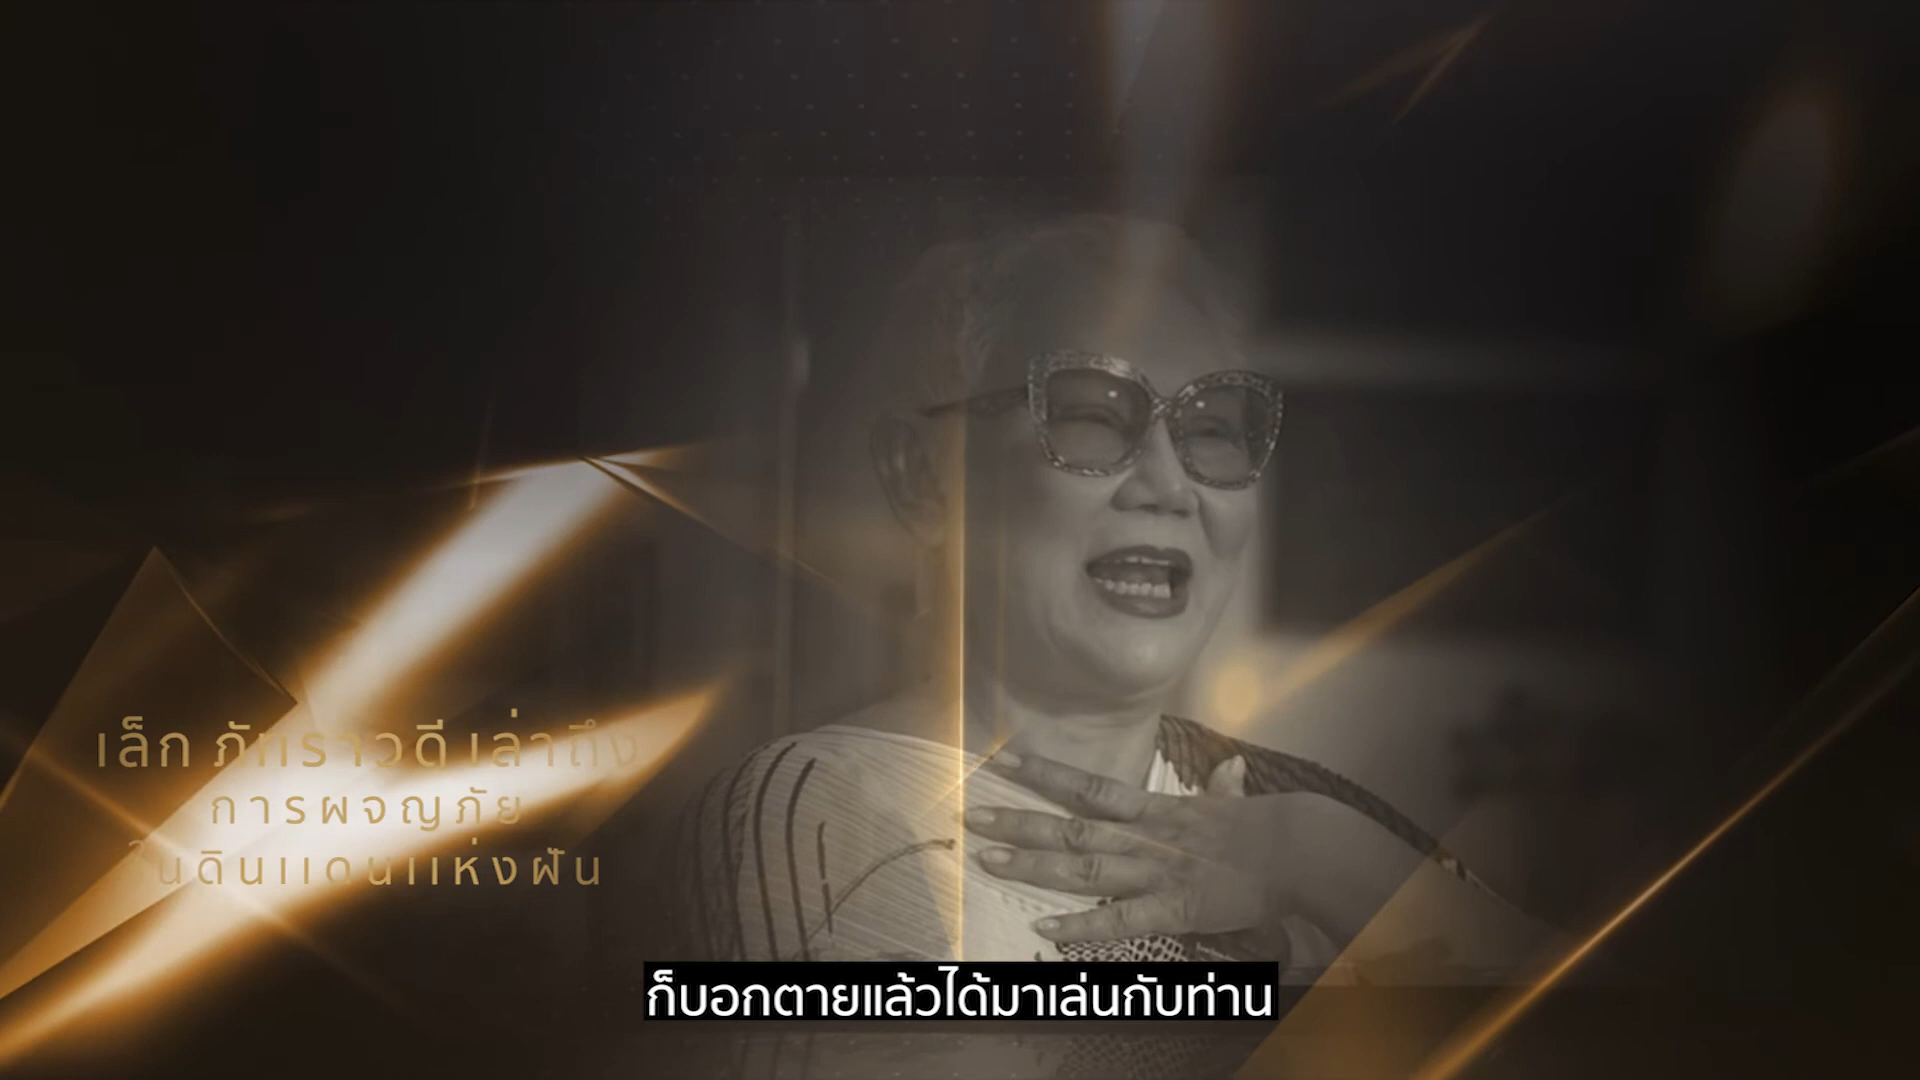 เล็ก ภัทราวดี เล่าถึง
การผจญภัย
ในดินแดนแห่งฝัน
ก็บอกตายแล้วได้มาเล่นกับท่าน